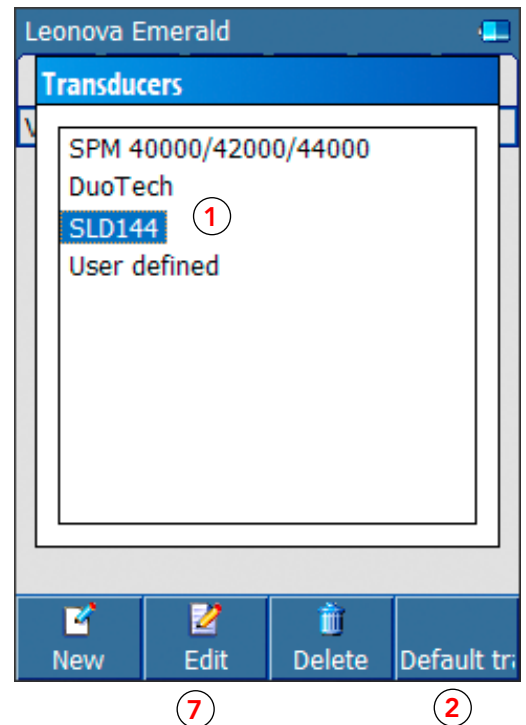 Leonova Emerald
Transducers
SPM 40000/42000/44000
DuoTech
SLD144
1
User defined
New
Edit
Delete
Default tra
7
2